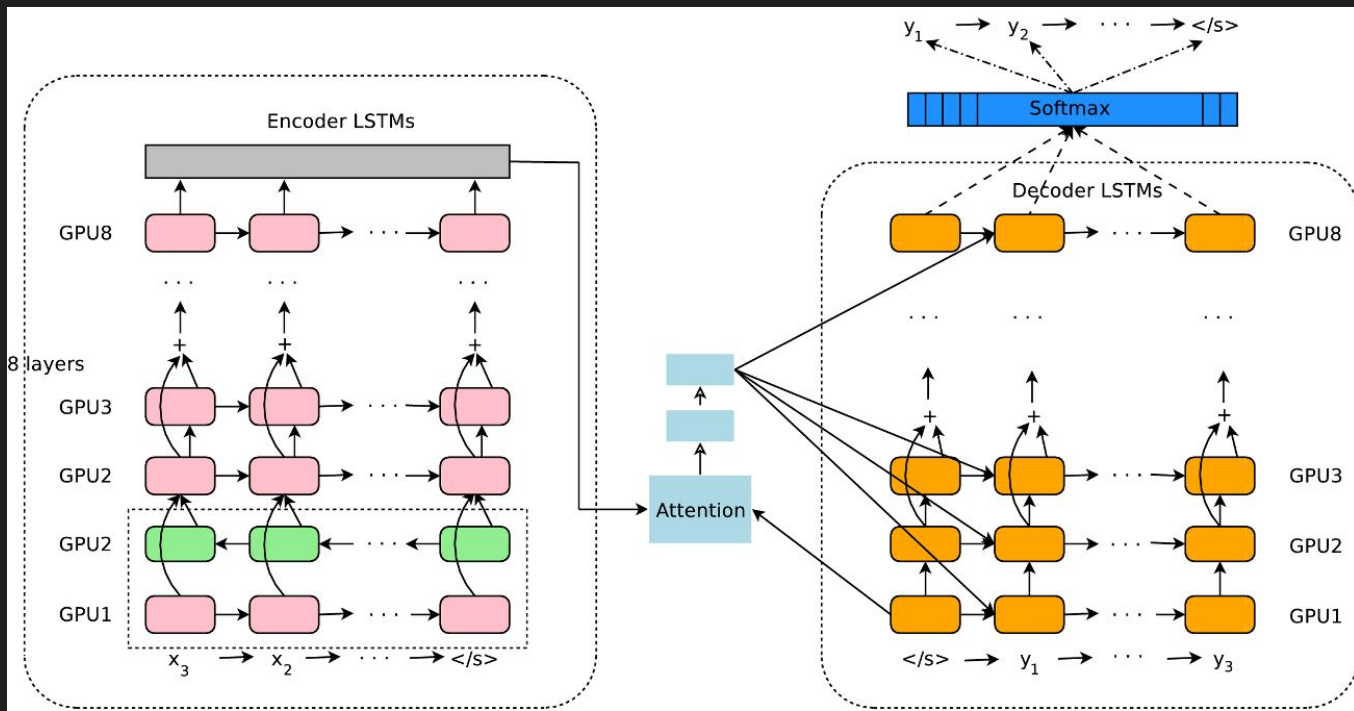 y1 y2 · · · </s>
Softmax
Encoder LSTMs
Decoder LSTMs
GPU8 · · ·
· · · GPU8
· · · · · · · · ·
· · · · · · · · ·
+ + +
8 layers
GPU3 · · ·
+ + +
GPU2 · · ·
· · · GPU3
Attention
GPU2 · · ·
· · · GPU2
GPU1 · · ·
· · · GPU1
x3 x2 · · · </s>
</s> y1 · · · y3